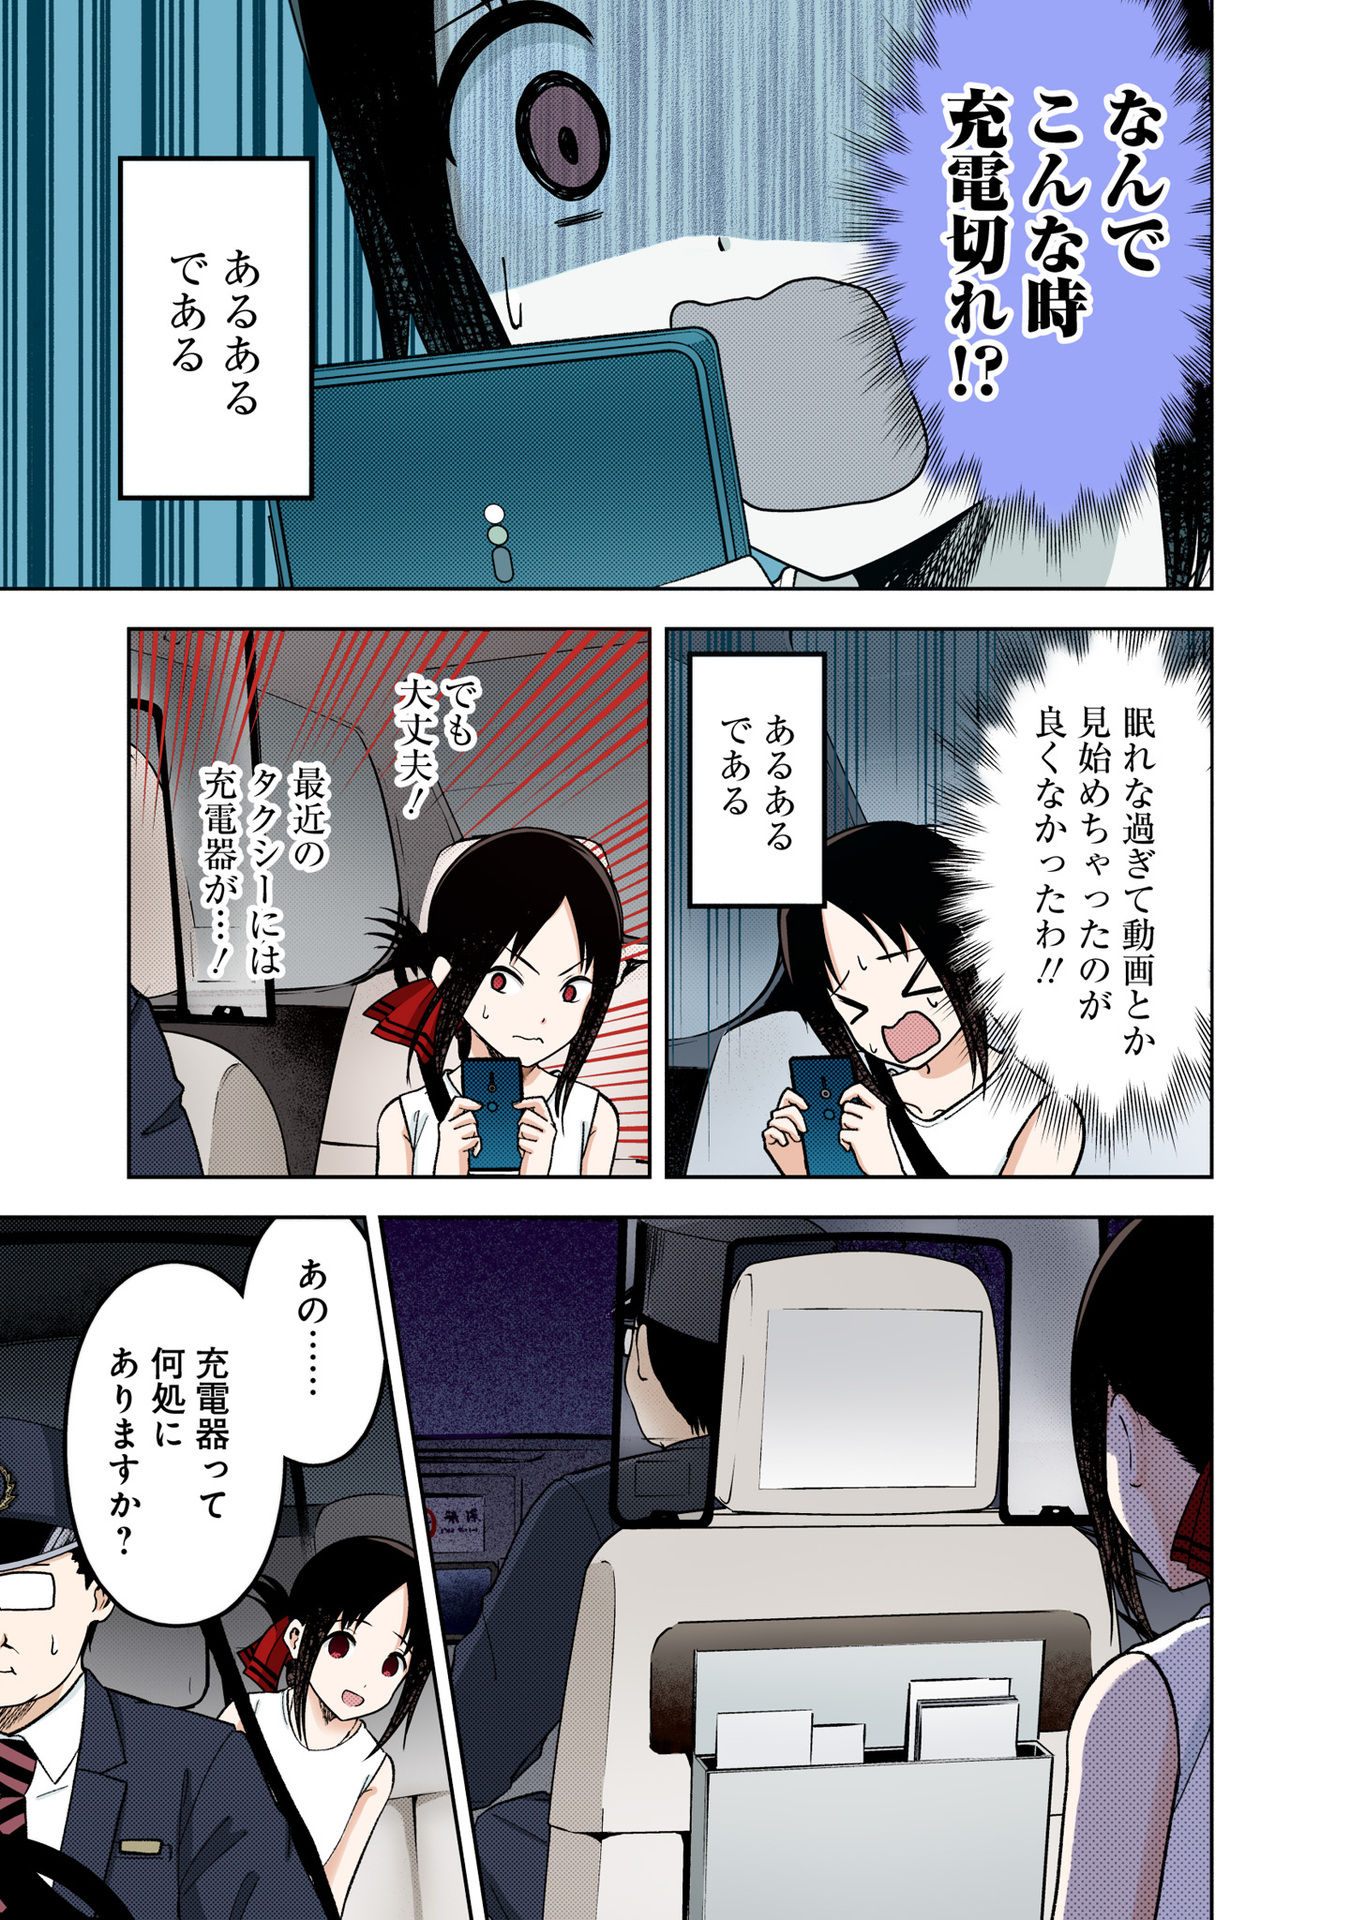 なんで
こんな時
充電切れ!?
あるある
である
眠れな過ぎて動画とか
見始めちゃったのが
良くなかったわ!!
あるある
である
でも
大丈夫!
最近の
タクシーには
充電器が…!
あの……
充電器って
何処に
ありますか?